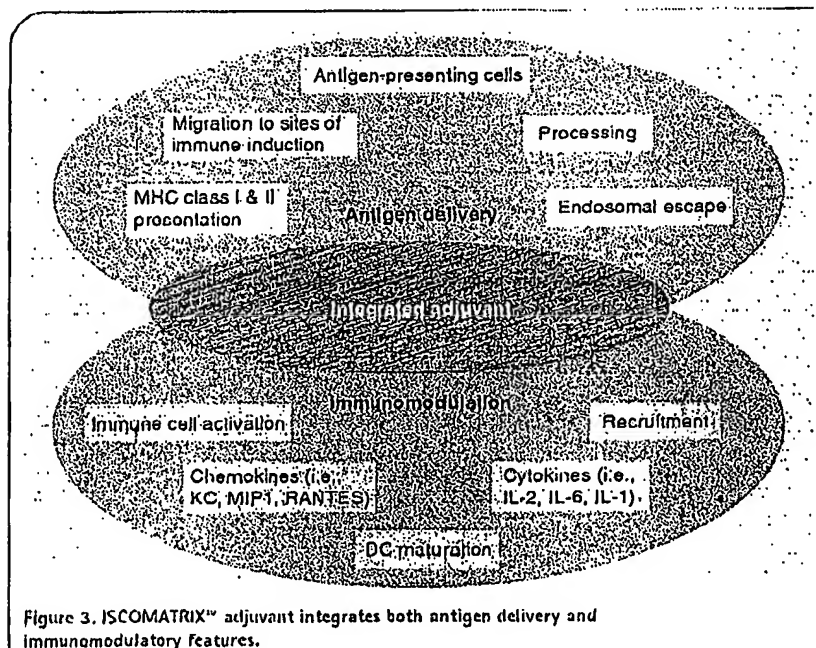 Antigen-presenting cells
Migration to sites of
immune induction
Processing
MHC class I & II
presentation
Antigen delivery
Endosomal escape
Integrated adjuvant
Immunomodulation
Immune cell activation
Recruitment
Chemokines (i.e.,
KC, MIP1, RANTES)
Cytokines (i.e.,
IL-2, IL-6, IL-1)
DC maturation
Figure 3. ISCOMATRIX™ adjuvant integrates both antigen delivery and
immunomodulatory features.